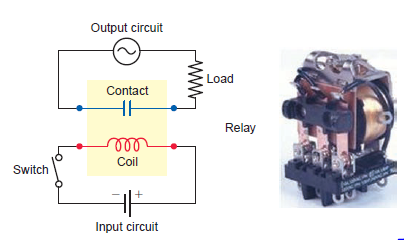 Output circuit
Load
Contact
Relay
Coil
Switch
− +
Input circuit